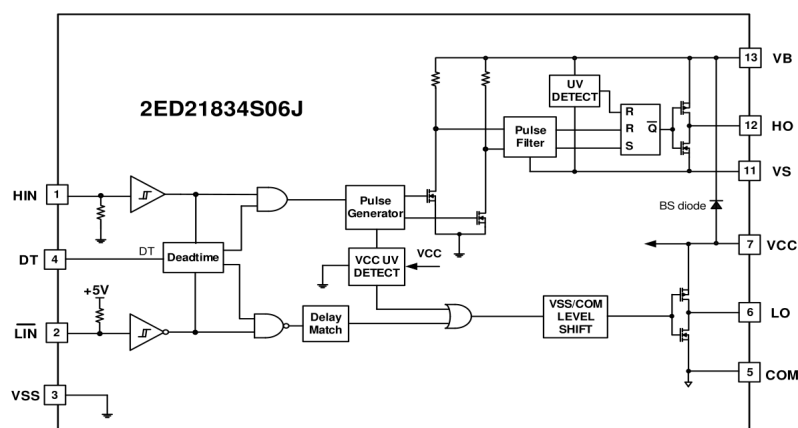 2ED21834S06J
13 VB
UV
DETECT
R
R
S
Q̅
12 HO
Pulse
Filter
11 VS
HIN 1
Pulse
Generator
BS diode
DT 4
DT
Deadtime
VCC UV
DETECT
VCC
7 VCC
+5V
L̅I̅N̅ 2
Delay
Match
VSS/COM
LEVEL
SHIFT
6 LO
VSS 3
5 COM